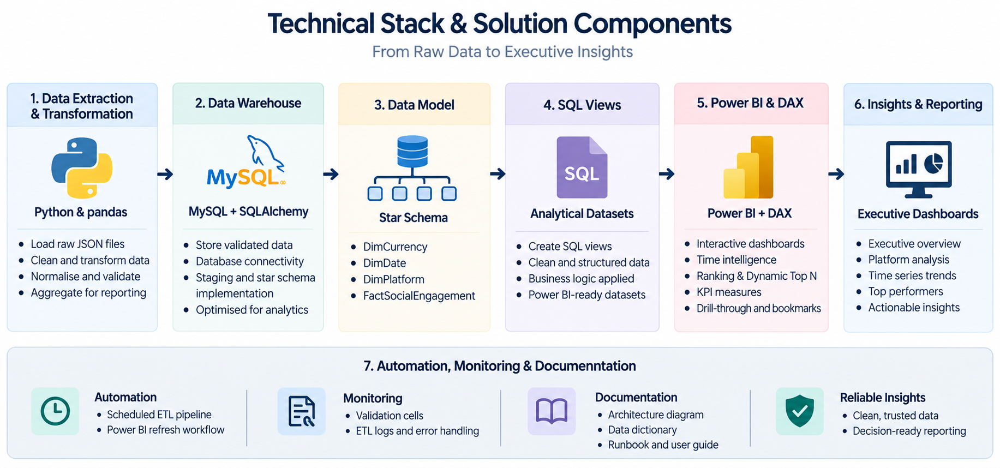 Technical Stack & Solution Components
From Raw Data to Executive Insights
1. Data Extraction
& Transformation
Python & pandas
• Load raw JSON files
• Clean and transform data
• Normalise and validate
• Aggregate for reporting
2. Data Warehouse
MySQL
MySQL + SQLAlchemy
• Store validated data
• Database connectivity
• Staging and star schema
implementation
• Optimised for analytics
3. Data Model
Star Schema
• DimCurrency
• DimDate
• DimPlatform
• FactSocialEngagement
4. SQL Views
SQL
Analytical Datasets
• Create SQL views
• Clean and structured data
• Business logic applied
• Power BI-ready datasets
5. Power BI & DAX
Power BI + DAX
• Interactive dashboards
• Time intelligence
• Ranking & Dynamic Top N
• KPI measures
• Drill-through and bookmarks
6. Insights & Reporting
Executive Dashboards
• Executive overview
• Platform analysis
• Time series trends
• Top performers
• Actionable insights
7. Automation, Monitoring & Documenntation
Automation
• Scheduled ETL pipeline
• Power BI refresh workflow
Monitoring
• Validation cells
• ETL logs and error handling
Documentation
• Architecture diagram
• Data dictionary
• Runbook and user guide
Reliable Insights
• Clean, trusted data
• Decision-ready reporting